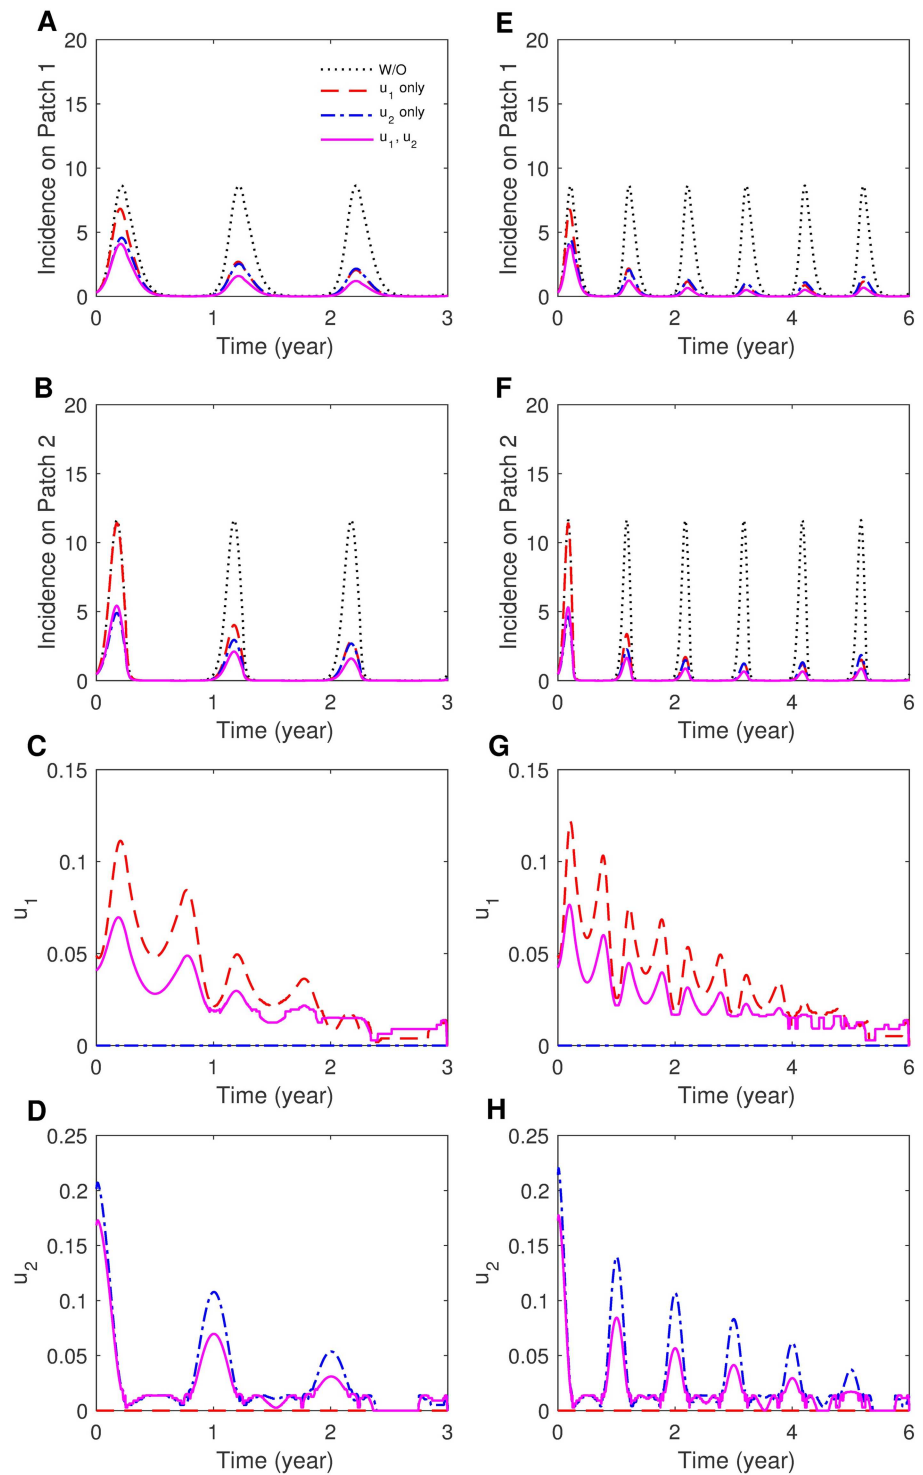 A
Incidence on Patch 1
20
15
10
5
0
W/O
u1 only
u2 only
u1, u2
0 1 2 3
Time (year)
E
Incidence on Patch 1
20
15
10
5
0
0 2 4 6
Time (year)
B
Incidence on Patch 2
20
15
10
5
0
0 1 2 3
Time (year)
F
Incidence on Patch 2
20
15
10
5
0
0 2 4 6
Time (year)
C
u1
0.15
0.1
0.05
0
0 1 2 3
Time (year)
G
u1
0.15
0.1
0.05
0
0 2 4 6
Time (year)
D
u2
0.25
0.2
0.15
0.1
0.05
0
0 1 2 3
Time (year)
H
u2
0.25
0.2
0.15
0.1
0.05
0
0 2 4 6
Time (year)